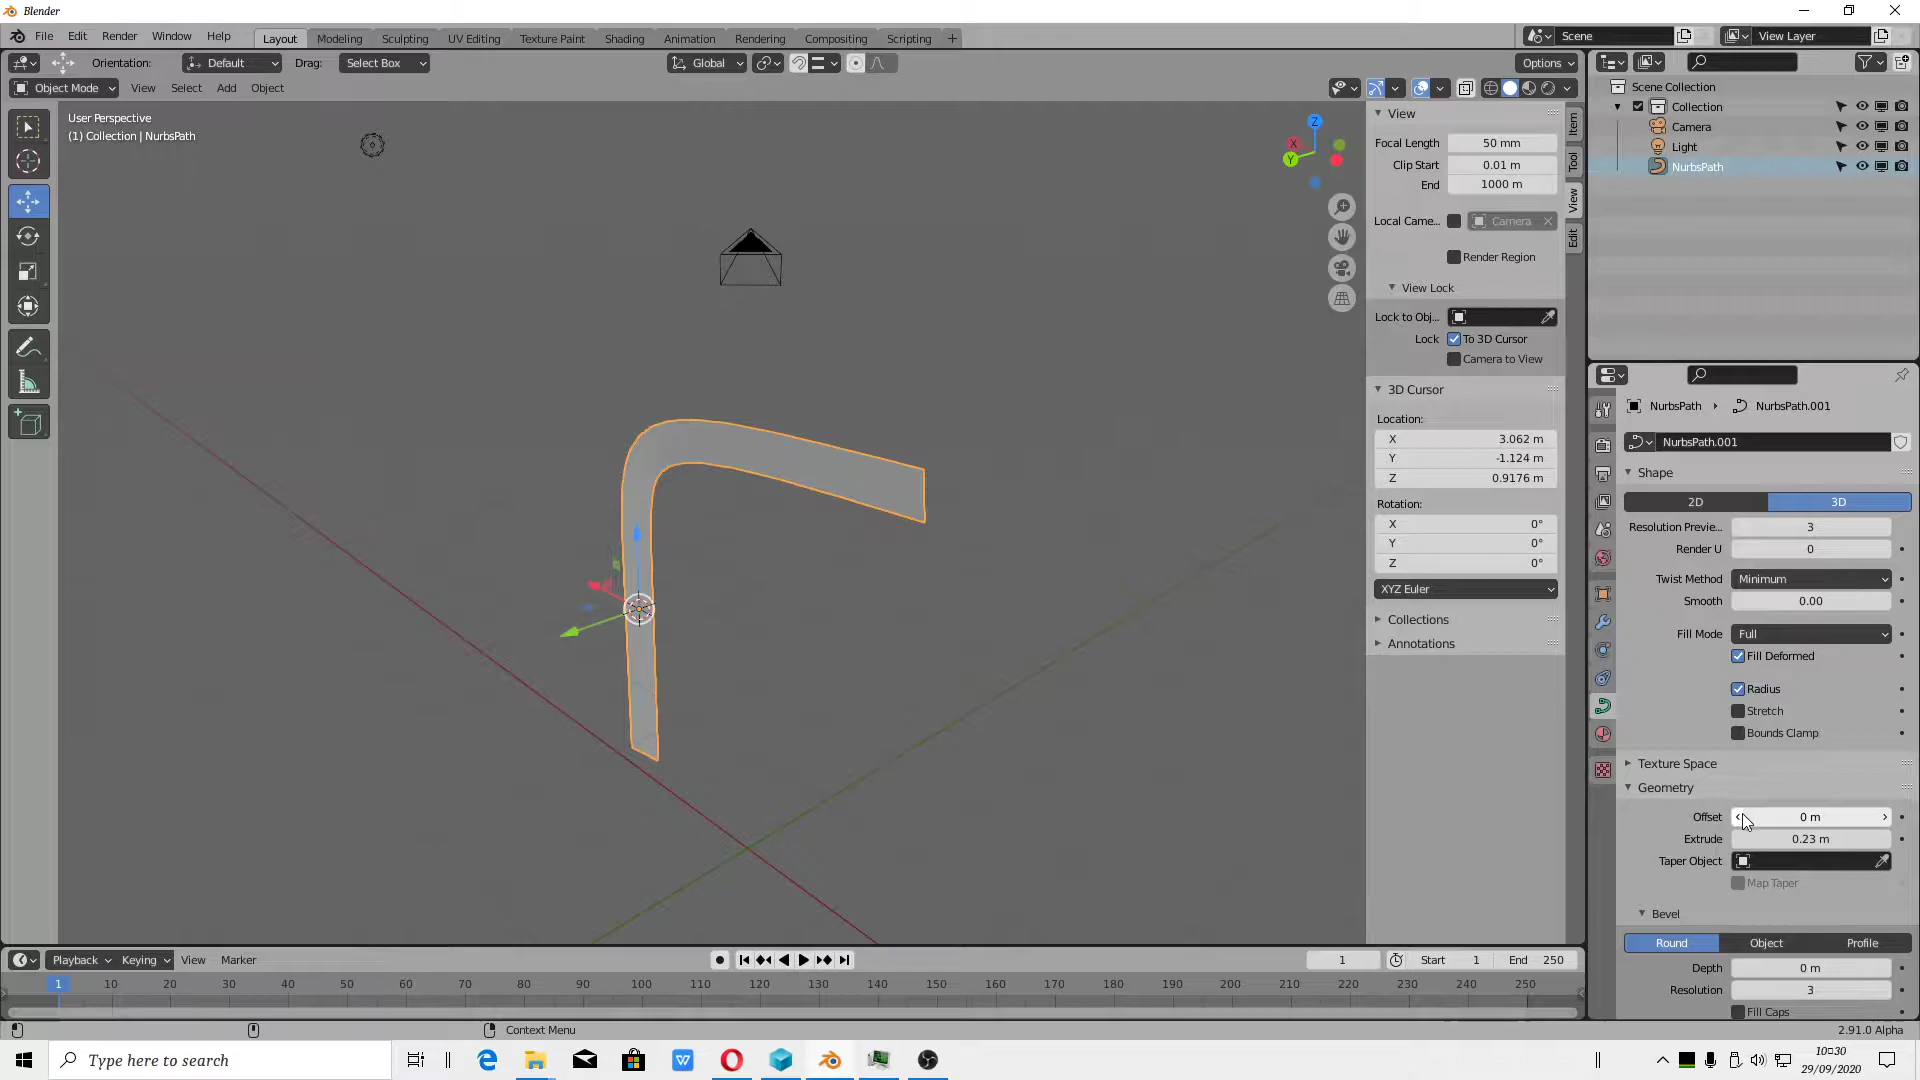 Blender
File Edit Render Window Help Layout Modeling Sculpting UV Editing Texture Paint Shading Animation Rendering Compositing Scripting + Scene View Layer
Orientation: Default Drag: Select Box Global Options
Object Mode View Select Add Object
User Perspective
(1) Collection | NurbsPath
Z
X
Y
View
Focal Length 50 mm
Clip Start 0.01 m
End 1000 m
Local Came... Camera
Render Region
View Lock
Lock to Obj...
Lock To 3D Cursor
Camera to View
3D Cursor
Location:
X 3.062 m
Y -1.124 m
Z 0.9176 m
Rotation:
X 0°
Y 0°
Z 0°
XYZ Euler
Collections
Annotations
Item
Tool
View
Edit
Scene Collection
Collection
Camera
Light
NurbsPath
NurbsPath NurbsPath.001
NurbsPath.001
Shape
2D 3D
Resolution Previe... 3
Render U 0
Twist Method Minimum
Smooth 0.00
Fill Mode Full
Fill Deformed
Radius
Stretch
Bounds Clamp
Texture Space
Geometry
Offset 0 m
Extrude 0.23 m
Taper Object
Map Taper
Bevel
Round Object Profile
Depth 0 m
Resolution 3
Fill Caps
Playback Keying View Marker 1 Start 1 End 250
1 10 20 30 40 50 60 70 80 90 100 110 120 130 140 150 160 170 180 190 200 210 220 230 240 250
Context Menu 2.91.0 Alpha
Type here to search
10:30
29/09/2020